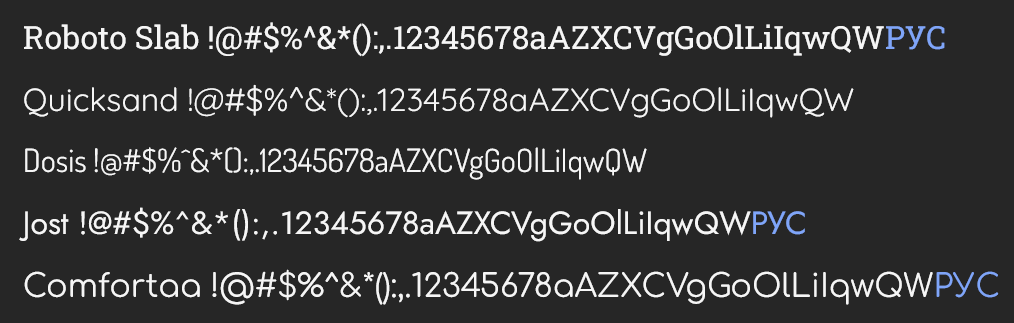 Roboto Slab !@#$%^&*():,.12345678aAZXCVgGoOlLiIqwQWРУС
Quicksand !@#$%^&*():,.12345678aAZXCVgGoOlLiIqwQW
Dosis !@#$%^&*():,.12345678aAZXCVgGoOlLiIqwQW
Jost !@#$%^&*():,.12345678aAZXCVgGoOlLiIqwQWРУС
Comfortaa !@#$%^&*():,.12345678aAZXCVgGoOlLiIqwQWРУС